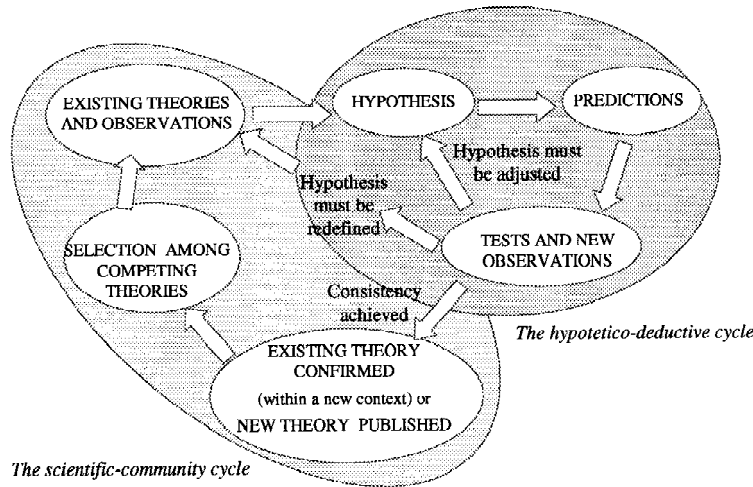 EXISTING THEORIES
AND OBSERVATIONS
HYPOTHESIS
PREDICTIONS
Hypothesis must
be adjusted
Hypothesis
must be
redefined
TESTS AND NEW
OBSERVATIONS
SELECTION AMONG
COMPETING
THEORIES
Consistency
achieved
The hypotetico-deductive cycle
EXISTING THEORY
CONFIRMED
(within a new context) or
NEW THEORY PUBLISHED
The scientific-community cycle